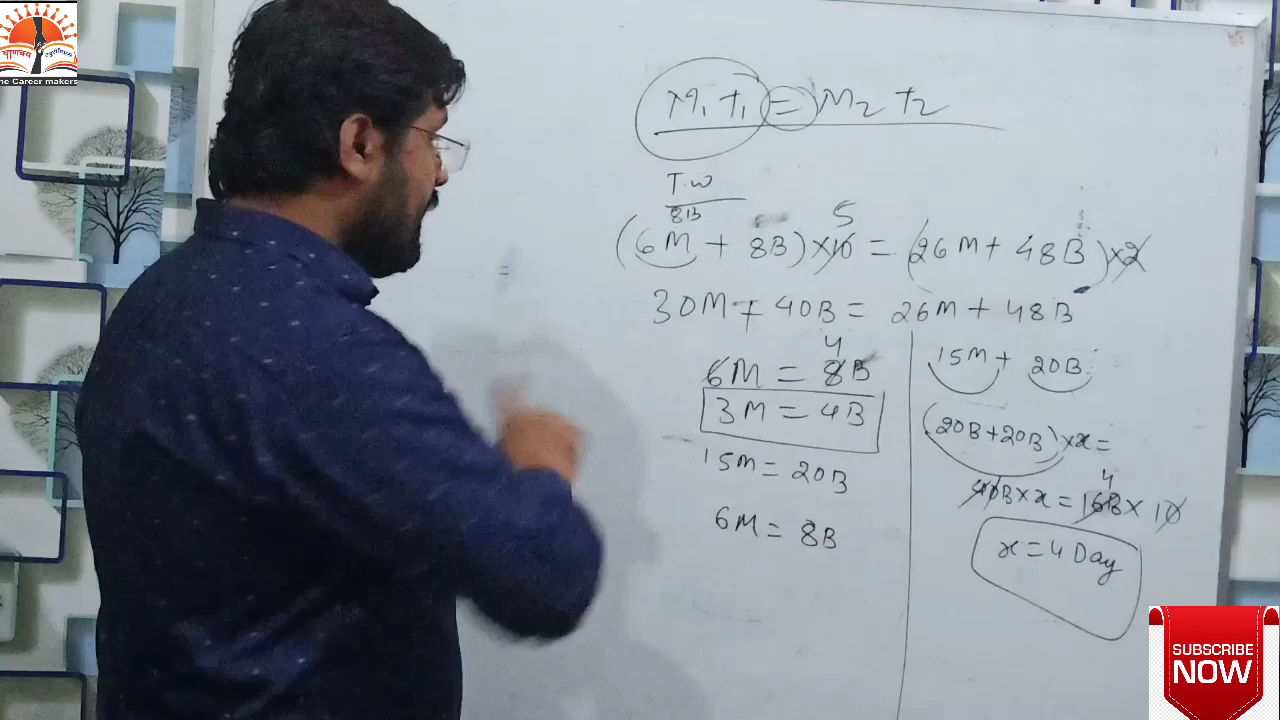 चाणक्य
The Career makers
M₁ T₁ = M₂ T₂
T.W
8B
5
(6M + 8B) × 10 = (26M + 48B) × 2
30M + 40B = 26M + 48B
4
6M = 8B
3M = 4B
15M = 20B
6M = 8B
15M + 20B
(20B + 20B) × x =
4
40B × x = 16B × 10
x = 4 Day
SUBSCRIBE
NOW